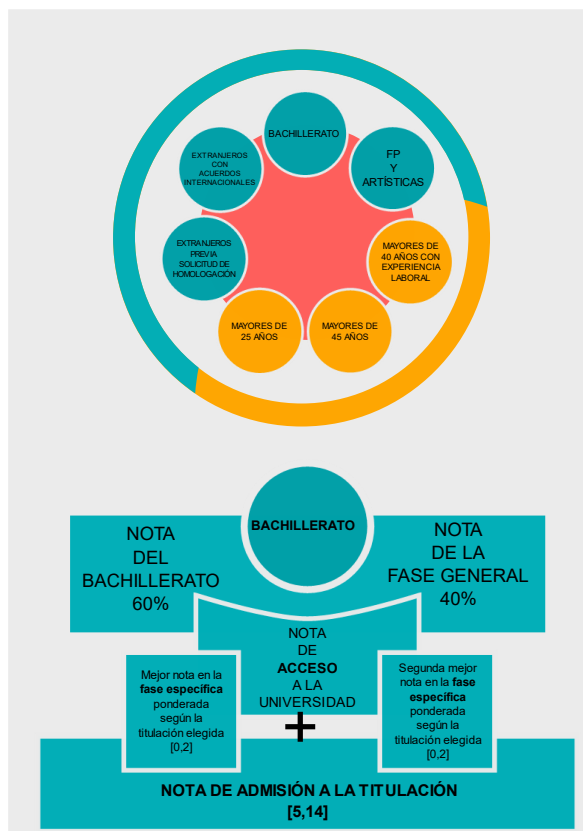 BACHILLERATO
EXTRANJEROS
CON
ACUERDOS
INTERNACIONALES
FP
Y
ARTÍSTICAS
EXTRANJEROS
PREVIA
SOLICITUD DE
HOMOLOGACIÓN
MAYORES DE
40 AÑOS CON
EXPERIENCIA
LABORAL
MAYORES DE
25 AÑOS
MAYORES DE
45 AÑOS
BACHILLERATO
NOTA
DEL
BACHILLERATO
60%
NOTA
DE LA
FASE GENERAL
40%
NOTA
DE
ACCESO
A LA
UNIVERSIDAD
Mejor nota en la
fase específica
ponderada
según la
titulación elegida
[0,2]
+
Segunda mejor
nota en la fase
específica
ponderada
según la
titulación elegida
[0,2]
NOTA DE ADMISIÓN A LA TITULACIÓN
[5,14]